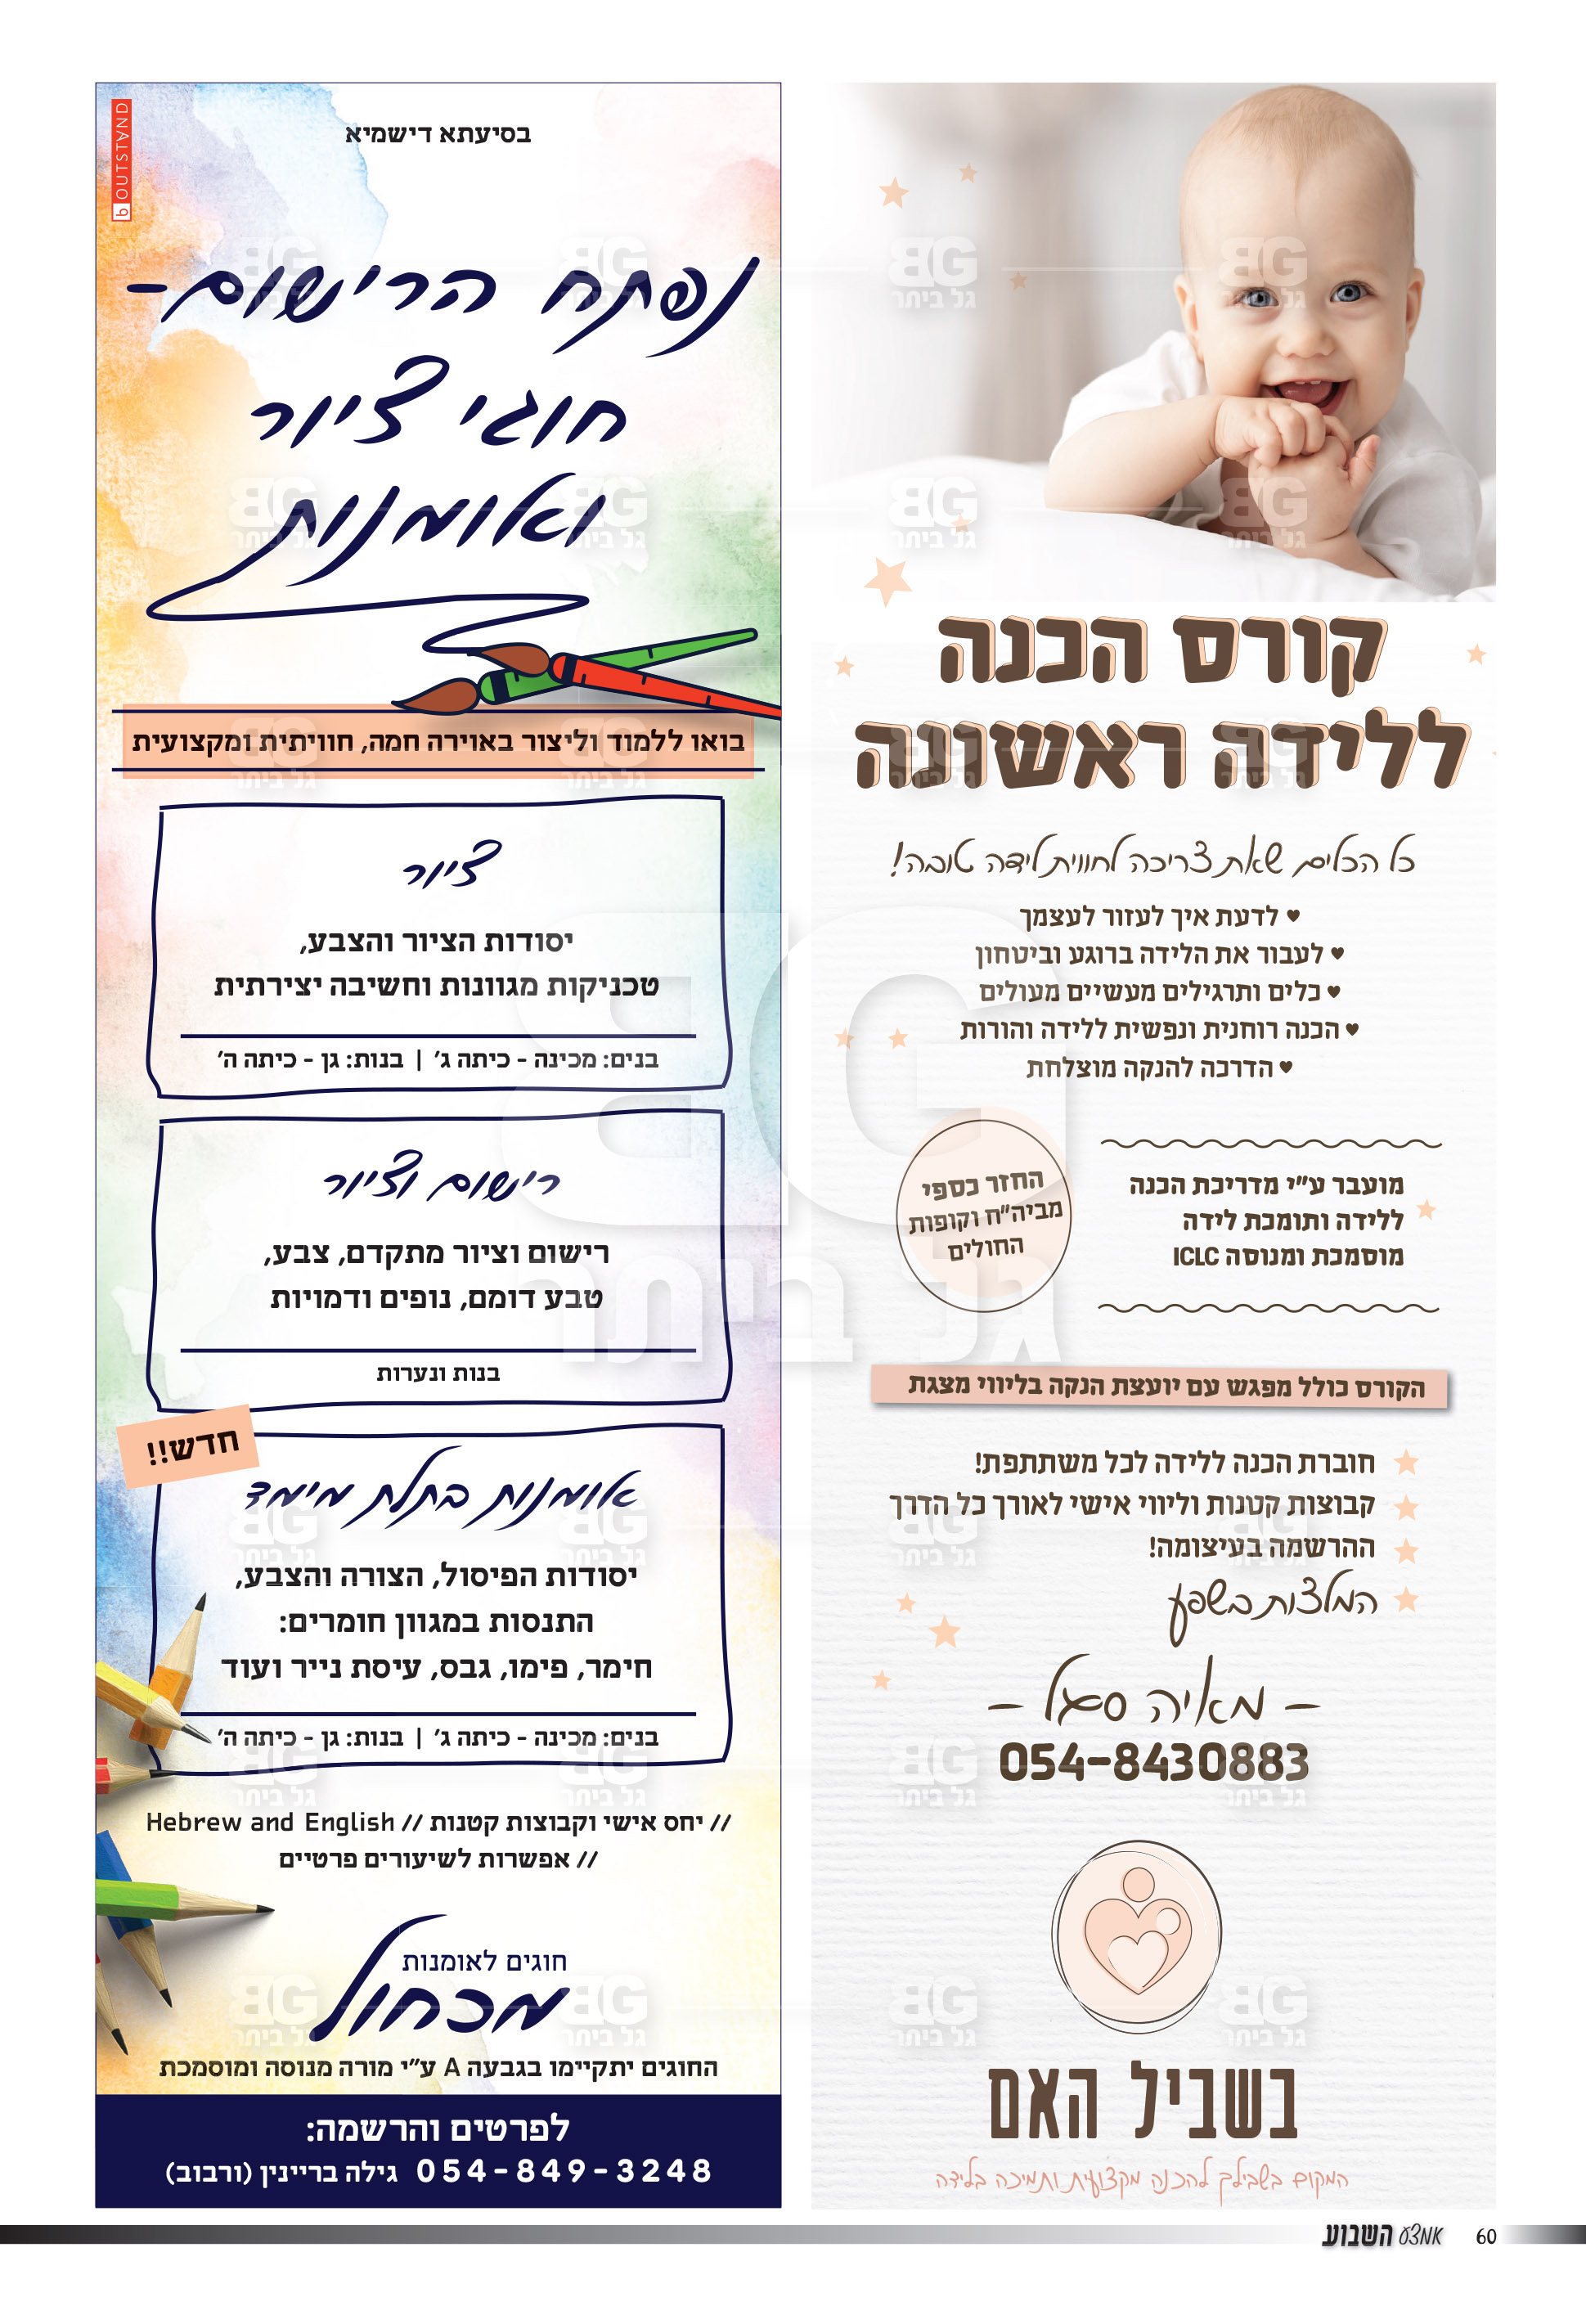 קורס הכנה
ללידה ראשונה
כל הכלים שאת צריכה לחווית לידה טובה!
♥ לדעת איך לעזור לעצמך
♥ לעבור את הלידה ברוגע וביטחון
♥ כלים ותרגילים מעשיים מעולים
♥ הכנה רוחנית ונפשית ללידה והורות
♥ הדרכה להנקה מוצלחת
מועבר ע"י מדריכת הכנה
ללידה ותומכת לידה
מוסמכת ומנוסה ICLC
החזר כספי
מביה"ח וקופות
החולים
הקורס כולל מפגש עם יועצת הנקה בליווי מצגת
חוברת הכנה ללידה לכל משתתפת!
קבוצות קטנות וליווי אישי לאורך כל הדרך
ההרשמה בעיצומה!
המלצות בשפע
– מאיה סגל –
054-8430883
בשביל האם
המקום בשבילך להכנה מקצועית ותמיכה בלידה
OUTSTAND
בסיעתא דישמיא
נפתח הרישום-
חוגי ציור
ואומנות
בואו ללמוד וליצור באוירה חמה, חוויתית ומקצועית
ציור
יסודות הציור והצבע,
טכניקות מגוונות וחשיבה יצירתית
בנים: מכינה - כיתה ג' | בנות: גן - כיתה ה'
רישום וציור
רישום וציור מתקדם, צבע,
טבע דומם, נופים ודמויות
בנות ונערות
חדש!!
אומנות בתלת מימד
יסודות הפיסול, הצורה והצבע,
התנסות במגוון חומרים:
חימר, פימו, גבס, עיסת נייר ועוד
בנים: מכינה - כיתה ג' | בנות: גן - כיתה ה'
// יחס אישי וקבוצות קטנות // Hebrew and English
// אפשרות לשיעורים פרטיים
חוגים לאומנות
מכחול
החוגים יתקיימו בגבעה A ע"י מורה מנוסה ומוסמכת
לפרטים והרשמה:
054-849-3248 גילה בריינין (ורבוב)
BG
גל ביתר
60 אמצע השבוע